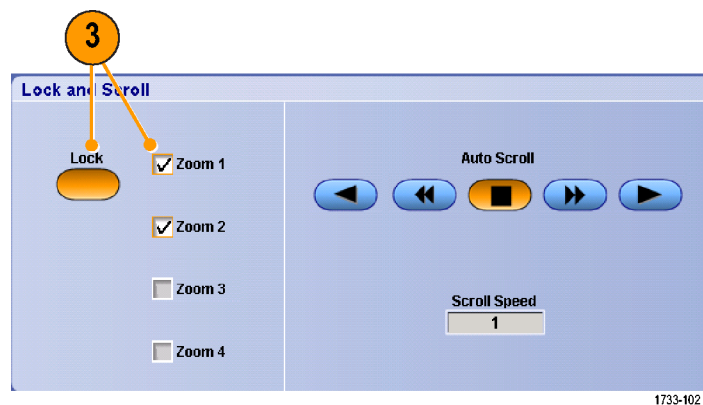 3
Lock and Scroll
Lock
Zoom 1
Zoom 2
Zoom 3
Zoom 4
Auto Scroll
Scroll Speed
1
1733-102